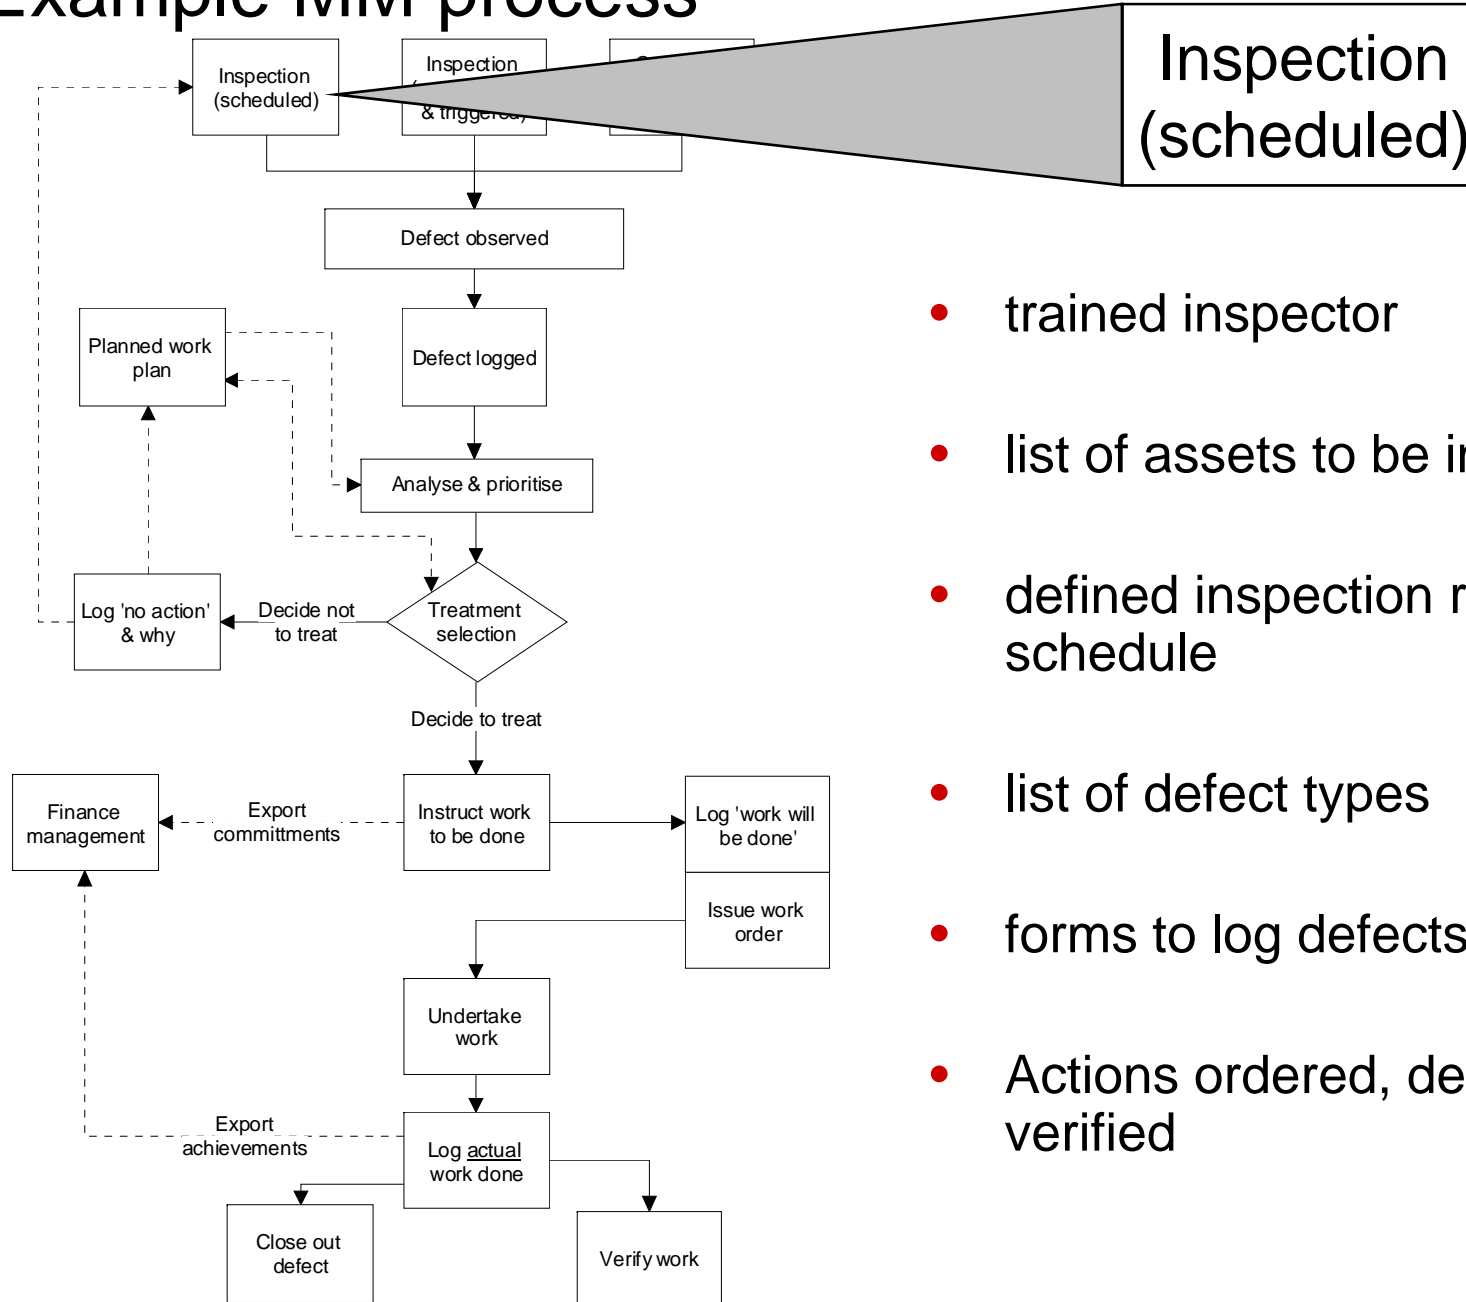 Example MM process
Inspection
(scheduled)
Inspection
& triggered)
Inspection
(scheduled)
Defect observed
Planned work
plan
Defect logged
Analyse & prioritise
Log 'no action'
& why
Decide not
to treat
Treatment
selection
Decide to treat
Finance
management
Export
committments
Instruct work
to be done
Log 'work will
be done'
Issue work
order
Undertake
work
Export
achievements
Log actual
work done
Close out
defect
Verify work
• trained inspector
• list of assets to be
• defined inspection
schedule
• list of defect types
• forms to log defects
• Actions ordered,
verified